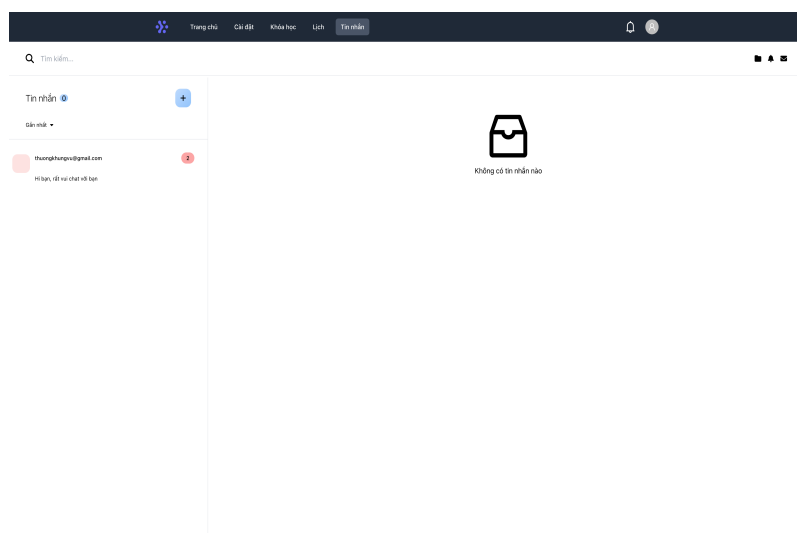 Trang chủ Cài đặt Khóa học Lịch Tin nhắn
Tìm kiếm...
Tin nhắn 0 +
Gần nhất
thuongkhungvu@gmail.com 2
Hi bạn, rất vui chat với bạn
Không có tin nhắn nào